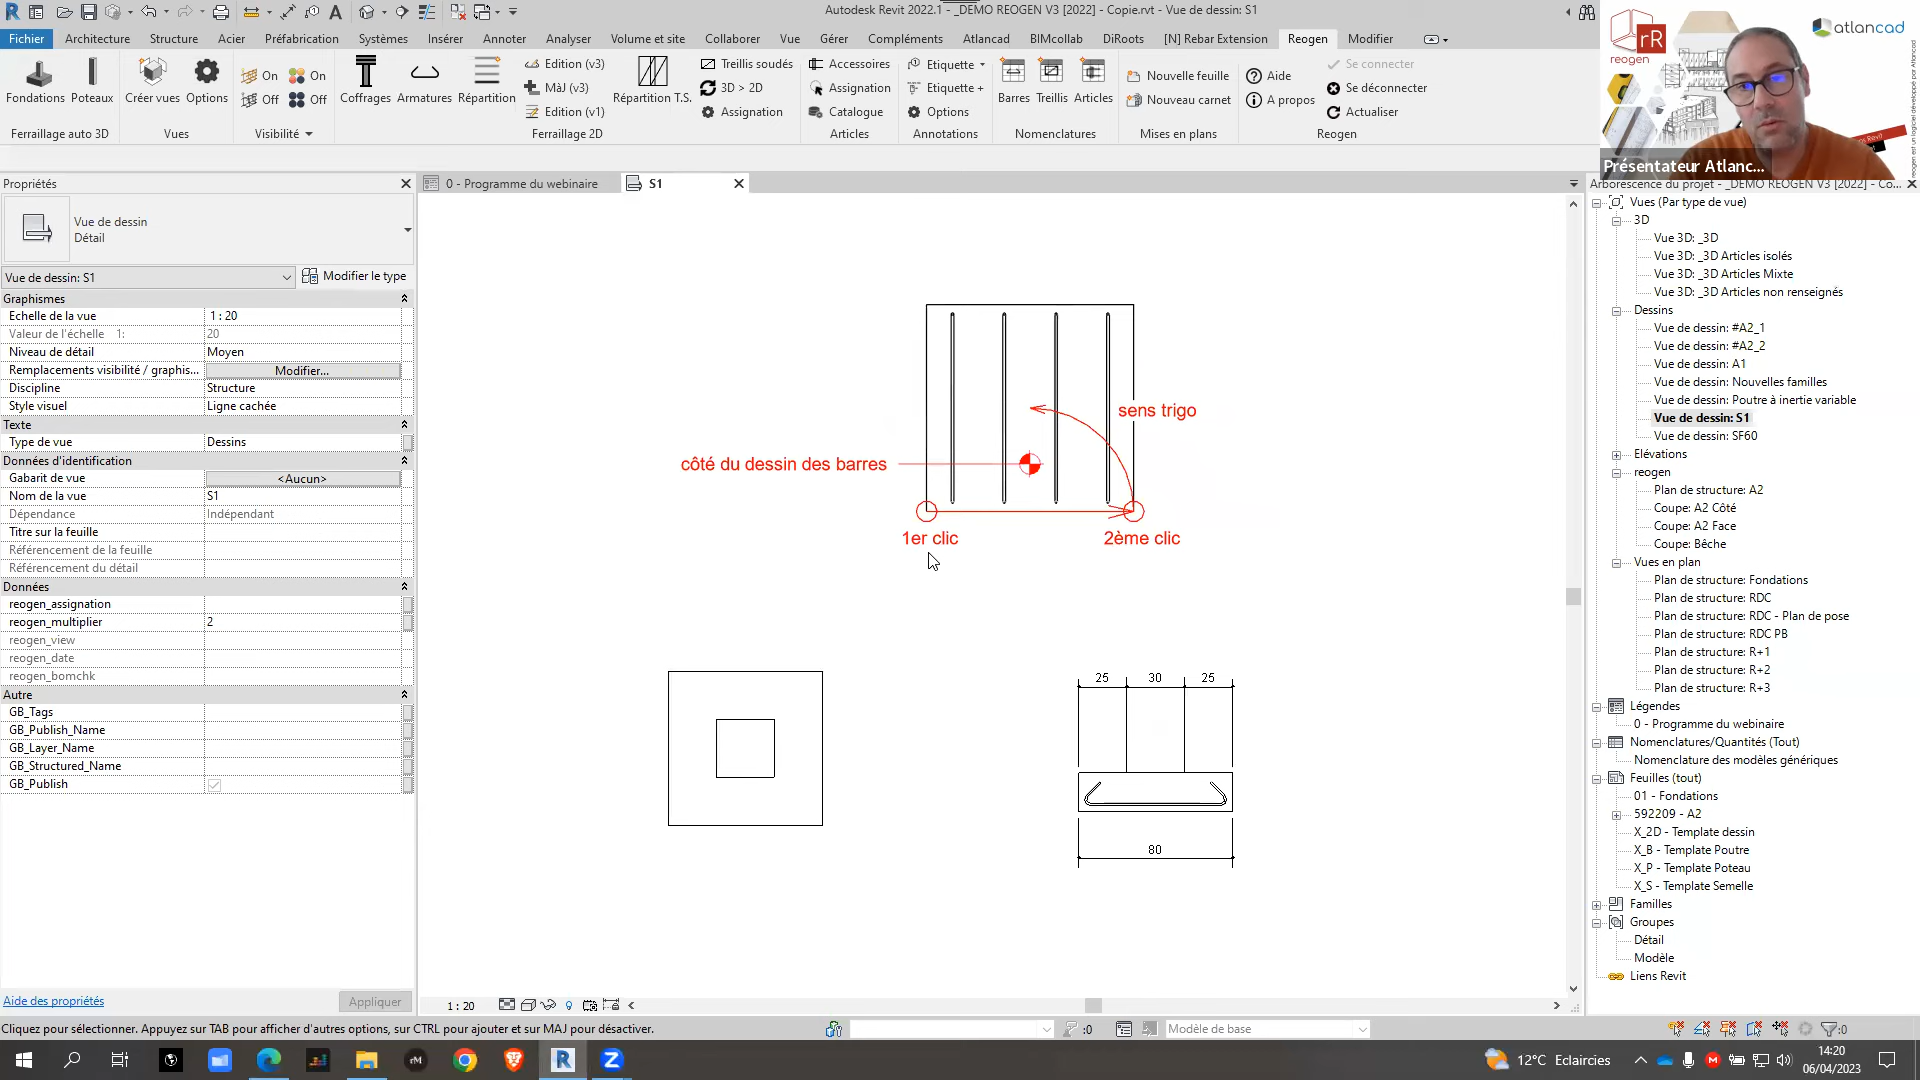 Autodesk Revit 2022.1 - _DEMO REOGEN V3 [2022] - Copie.rvt - Vue de dessin: S1
Fichier Architecture Structure Acier Préfabrication Systèmes Insérer Annoter Analyser Volume et site Collaborer Vue Gérer Compléments Atlancad BIMcollab DiRoots [N] Rebar Extension Reogen Modifier
Fondations Poteaux
Ferraillage auto 3D
Créer vues Options
Vues
On On
Off Off
Visibilité
Coffrages Armatures Répartition
Edition (v3)
MàJ (v3)
Edition (v1)
Répartition T.S.
Treillis soudés
3D > 2D
Assignation
Ferraillage 2D
Accessoires
Assignation
Catalogue
Articles
Etiquette
Etiquette +
Options
Annotations
Barres Treillis Articles
Nomenclatures
Nouvelle feuille
Nouveau carnet
Mises en plans
Aide
A propos
Se connecter
Se déconnecter
Actualiser
Reogen
rR
reogen
atlancad
reogen est un logiciel développé par Atlancad
Présentateur Atlanc...
Propriétés
Vue de dessin
Détail
Vue de dessin: S1
Modifier le type
Graphismes
Echelle de la vue 1 : 20
Valeur de l'échelle 1: 20
Niveau de détail Moyen
Remplacements visibilité / graphis... Modifier...
Discipline Structure
Style visuel Ligne cachée
Texte
Type de vue Dessins
Données d'identification
Gabarit de vue <Aucun>
Nom de la vue S1
Dépendance Indépendant
Titre sur la feuille
Référencement de la feuille
Référencement du détail
Données
reogen_assignation
reogen_multiplier 2
reogen_view
reogen_date
reogen_bomchk
Autre
GB_Tags
GB_Publish_Name
GB_Layer_Name
GB_Structured_Name
GB_Publish
Aide des propriétés Appliquer
0 - Programme du webinaire
S1
sens trigo
côté du dessin des barres
1er clic
2ème clic
25 30 25
80
1 : 20
Arborescence du projet - _DEMO REOGEN V3 [2022] - Co...
Vues (Par type de vue)
3D
Vue 3D: _3D
Vue 3D: _3D Articles isolés
Vue 3D: _3D Articles Mixte
Vue 3D: _3D Articles non renseignés
Dessins
Vue de dessin: #A2_1
Vue de dessin: #A2_2
Vue de dessin: A1
Vue de dessin: Nouvelles familles
Vue de dessin: Poutre à inertie variable
Vue de dessin: S1
Vue de dessin: SF60
Elévations
reogen
Plan de structure: A2
Coupe: A2 Côté
Coupe: A2 Face
Coupe: Bêche
Vues en plan
Plan de structure: Fondations
Plan de structure: RDC
Plan de structure: RDC - Plan de pose
Plan de structure: RDC PB
Plan de structure: R+1
Plan de structure: R+2
Plan de structure: R+3
Légendes
0 - Programme du webinaire
Nomenclatures/Quantités (Tout)
Nomenclature des modèles génériques
Feuilles (tout)
01 - Fondations
592209 - A2
X_2D - Template dessin
X_B - Template Poutre
X_P - Template Poteau
X_S - Template Semelle
Familles
Groupes
Détail
Modèle
Liens Revit
Cliquez pour sélectionner. Appuyez sur TAB pour afficher d'autres options, sur CTRL pour ajouter et sur MAJ pour désactiver.
:0
Modèle de base
:0
12°C Eclaircies
14:20
06/04/2023